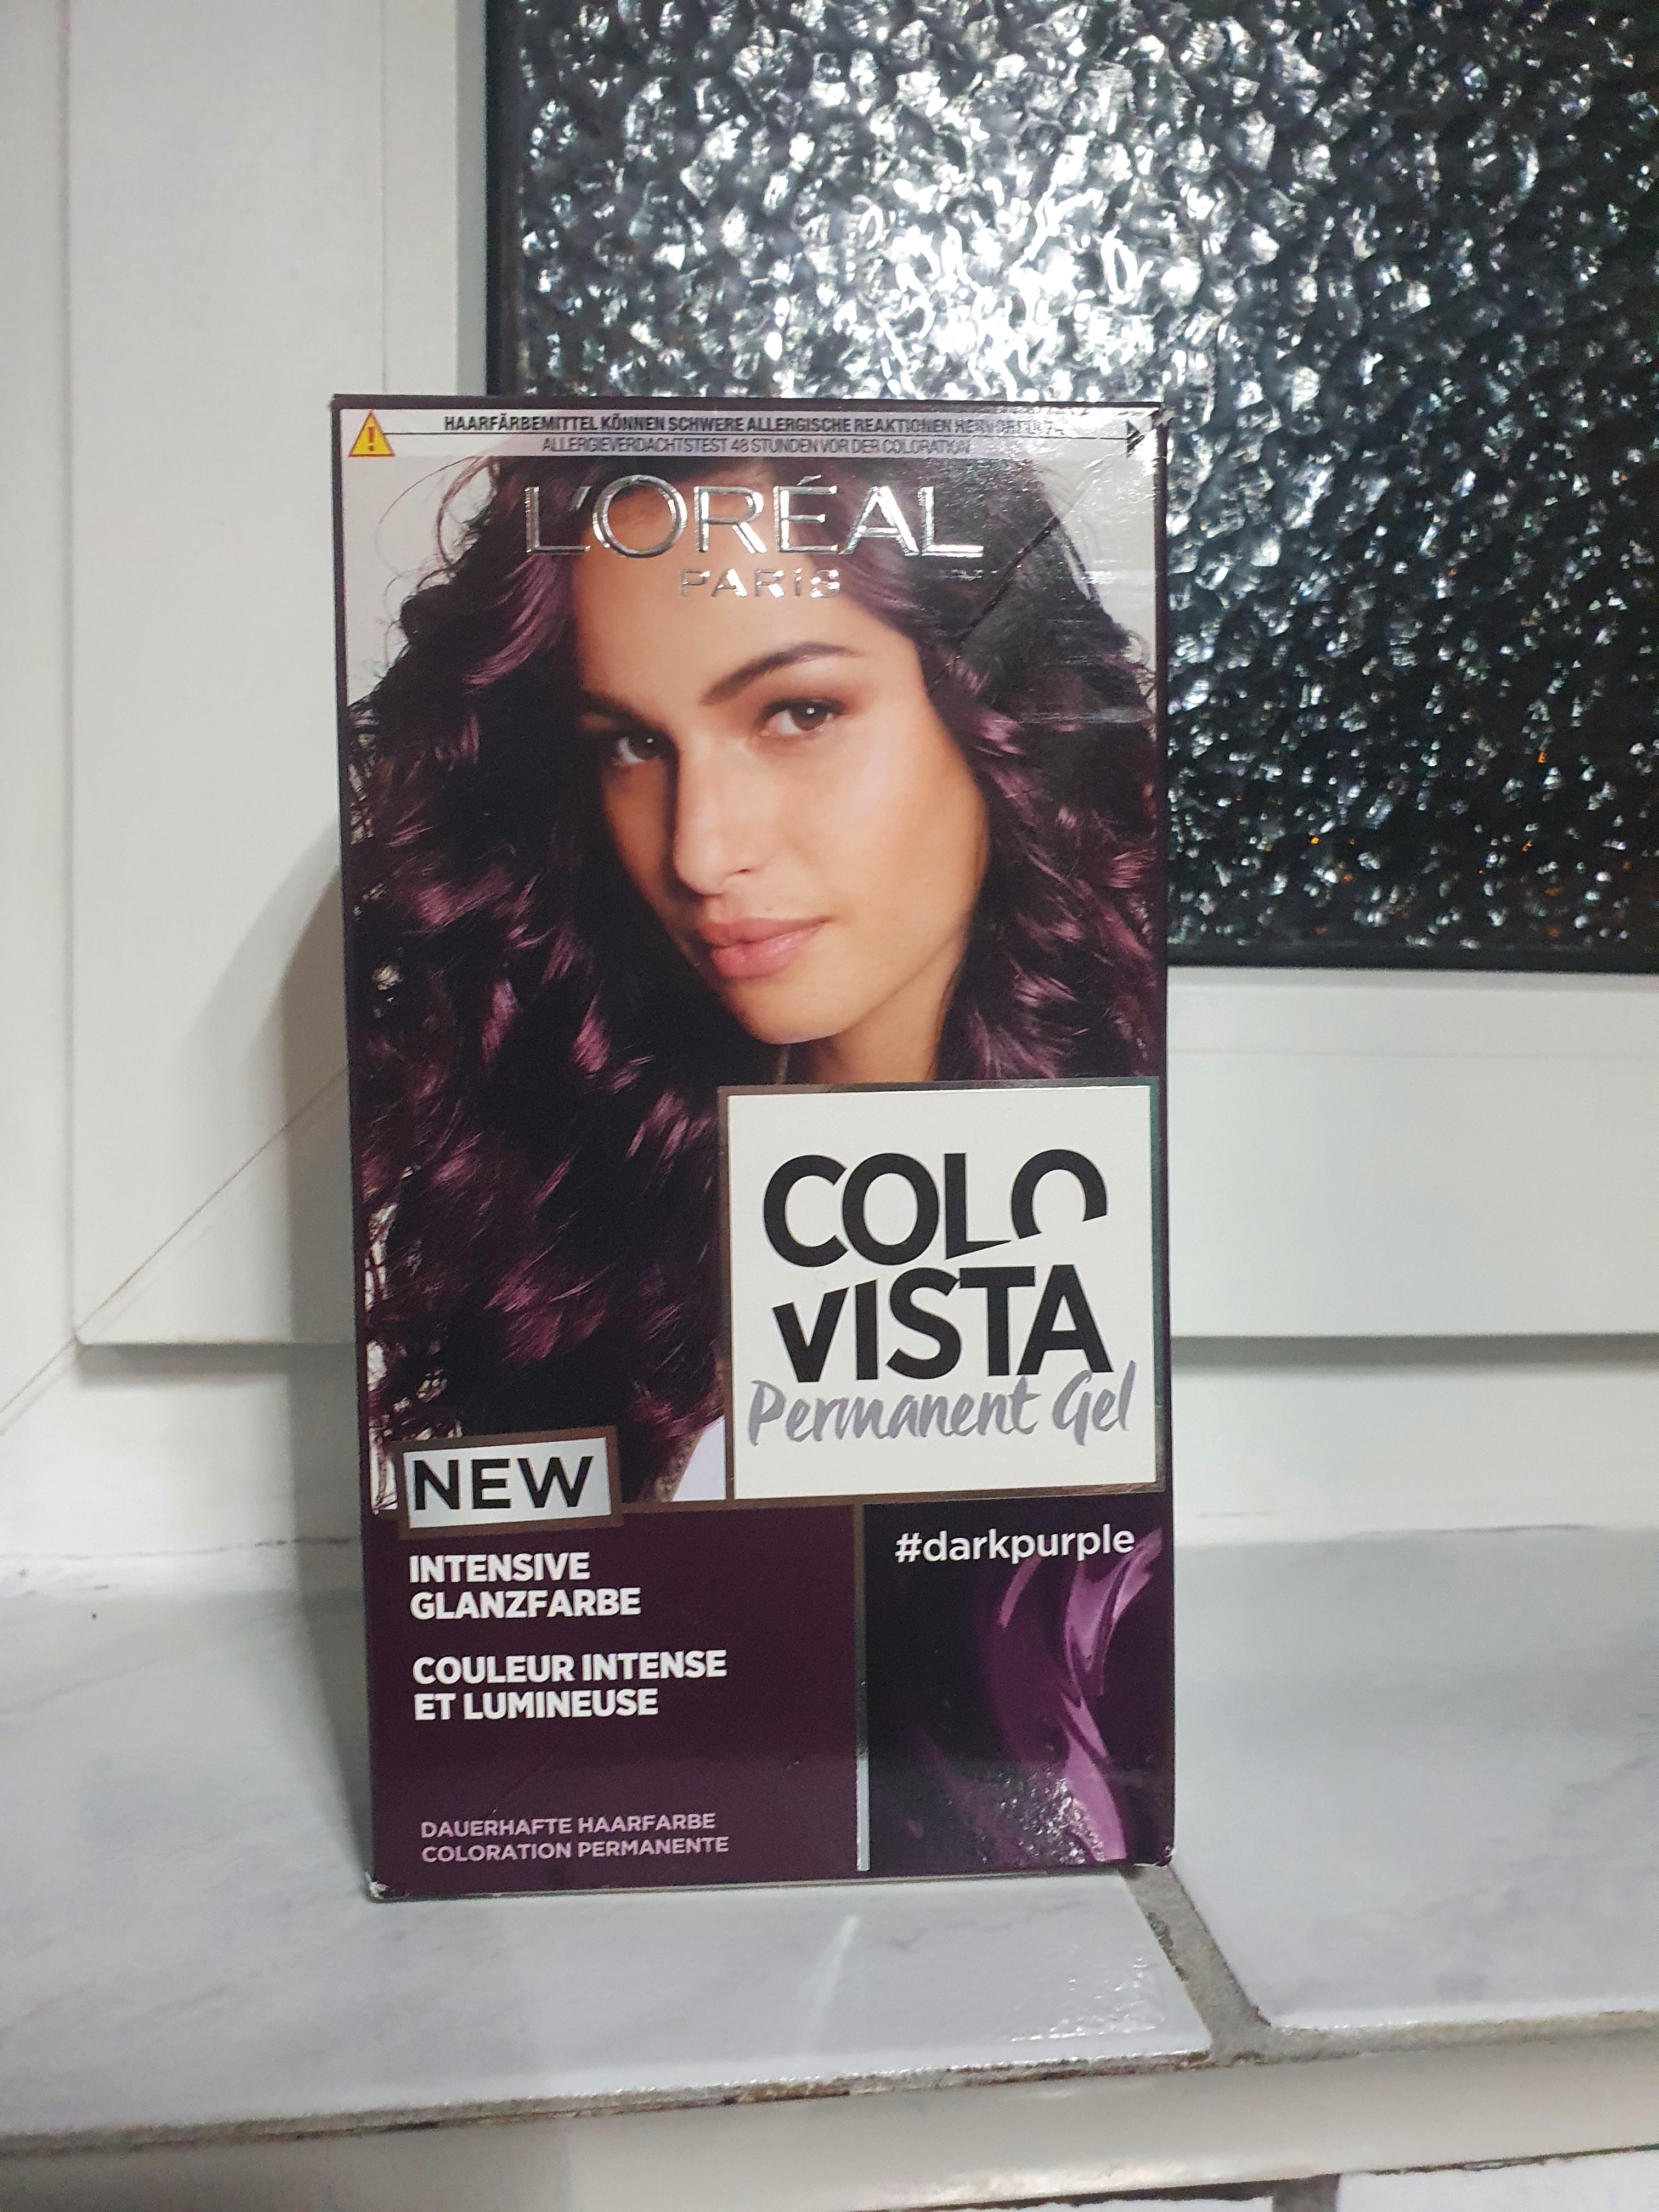 HAARFÄRBEMITTEL KÖNNEN SCHWERE ALLERGISCHE REAKTIONEN HERVORRUFEN.
ALLERGIEVERDACHTSTEST 48 STUNDEN VOR DER COLORATION
L'ORÉAL
PARIS
COLO
VISTA
Permanent Gel
NEW
#darkpurple
INTENSIVE
GLANZFARBE
COULEUR INTENSE
ET LUMINEUSE
DAUERHAFTE HAARFARBE
COLORATION PERMANENTE